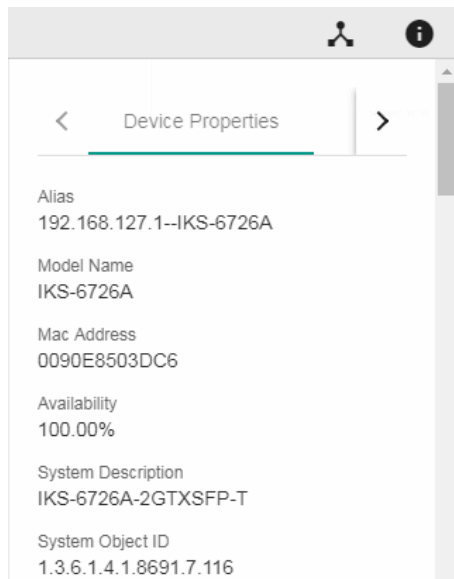 Device Properties
Alias
192.168.127.1--IKS-6726A
Model Name
IKS-6726A
Mac Address
0090E8503DC6
Availability
100.00%
System Description
IKS-6726A-2GTXSFP-T
System Object ID
1.3.6.1.4.1.8691.7.116